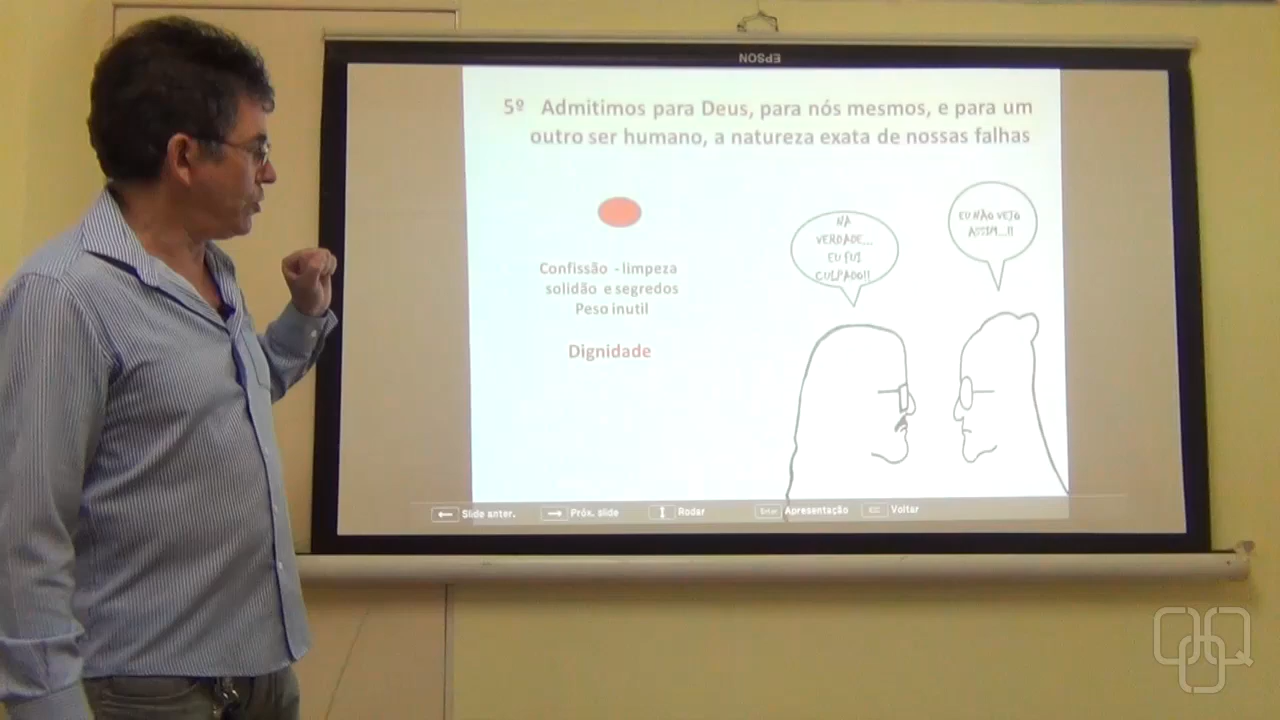 EPSON
5º Admitimos para Deus, para nós mesmos, e para um
outro ser humano, a natureza exata de nossas falhas
Confissão - limpeza
solidão e segredos
Peso inutil
Dignidade
NA
VERDADE...
EU FUI
CULPADO!!
EU NÃO VEJO
ASSIM...!!
Slide anter. Próx. slide Rodar Enter Apresentação ESC Voltar